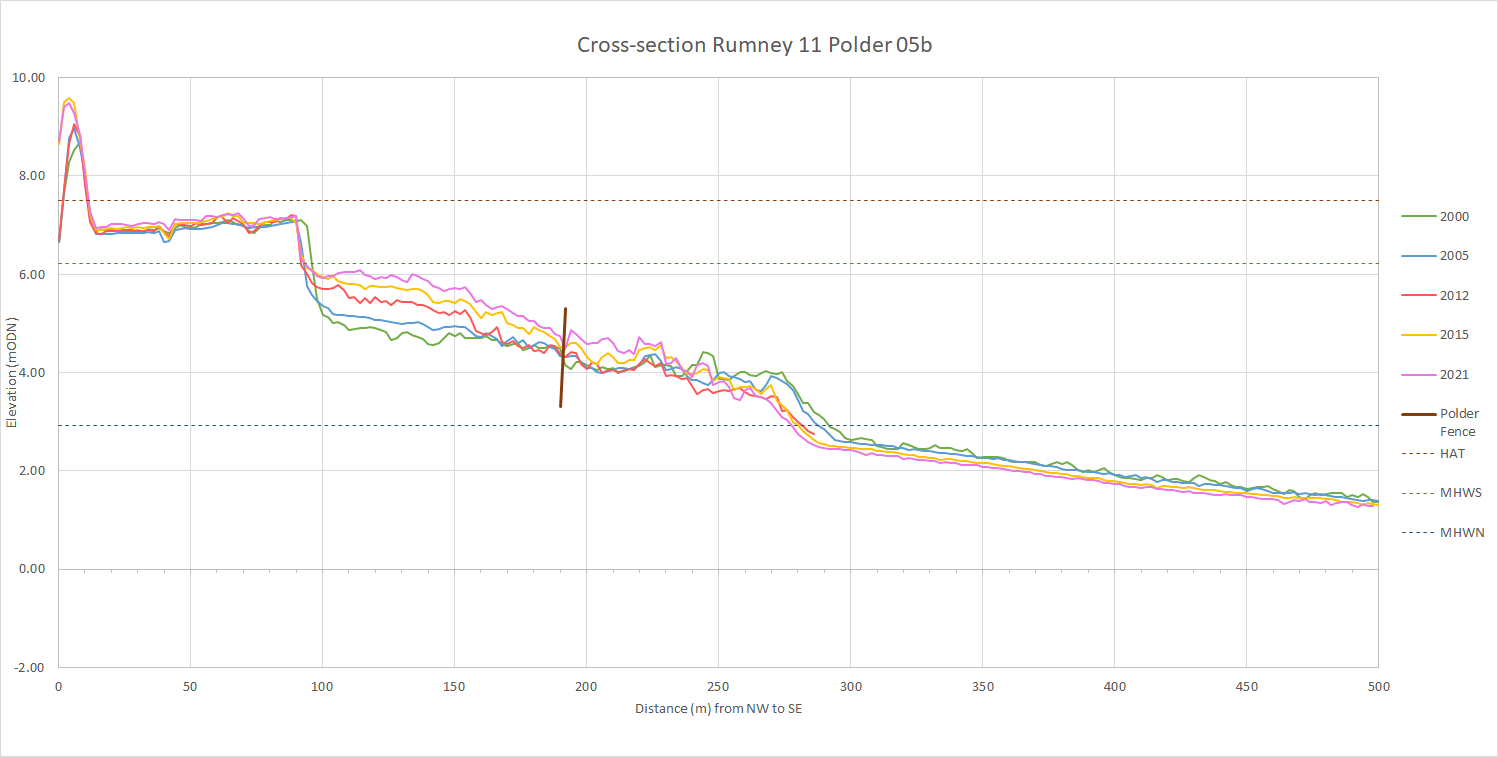 Cross-section Rumney 11 Polder 05b
10.00
8.00
6.00
4.00
2.00
0.00
-2.00
Elevation (mODN)
0 50 100 150 200 250 300 350 400 450 500
Distance (m) from NW to SE
2000
2005
2012
2015
2021
Polder
Fence
HAT
MHWS
MHWN